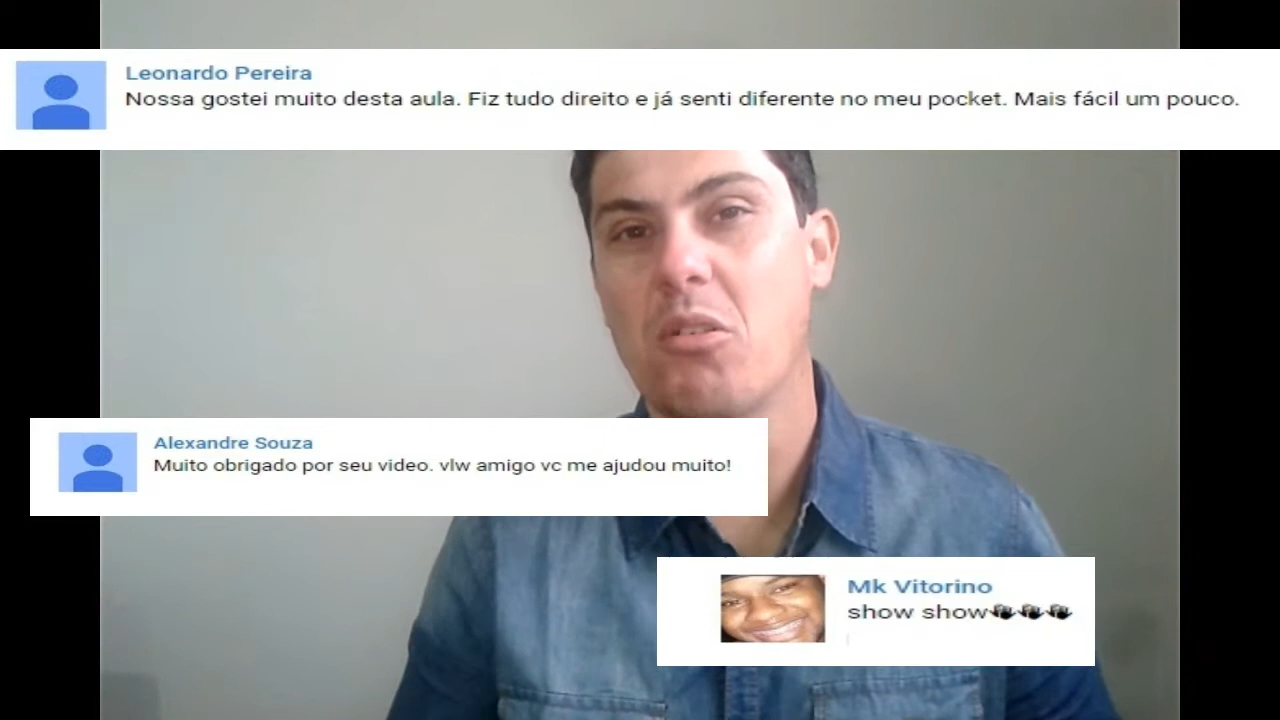 Leonardo Pereira
Nossa gostei muito desta aula. Fiz tudo direito e já senti diferente no meu pocket. Mais fácil um pouco.
Alexandre Souza
Muito obrigado por seu video. vlw amigo vc me ajudou muito!
Mk Vitorino
show show